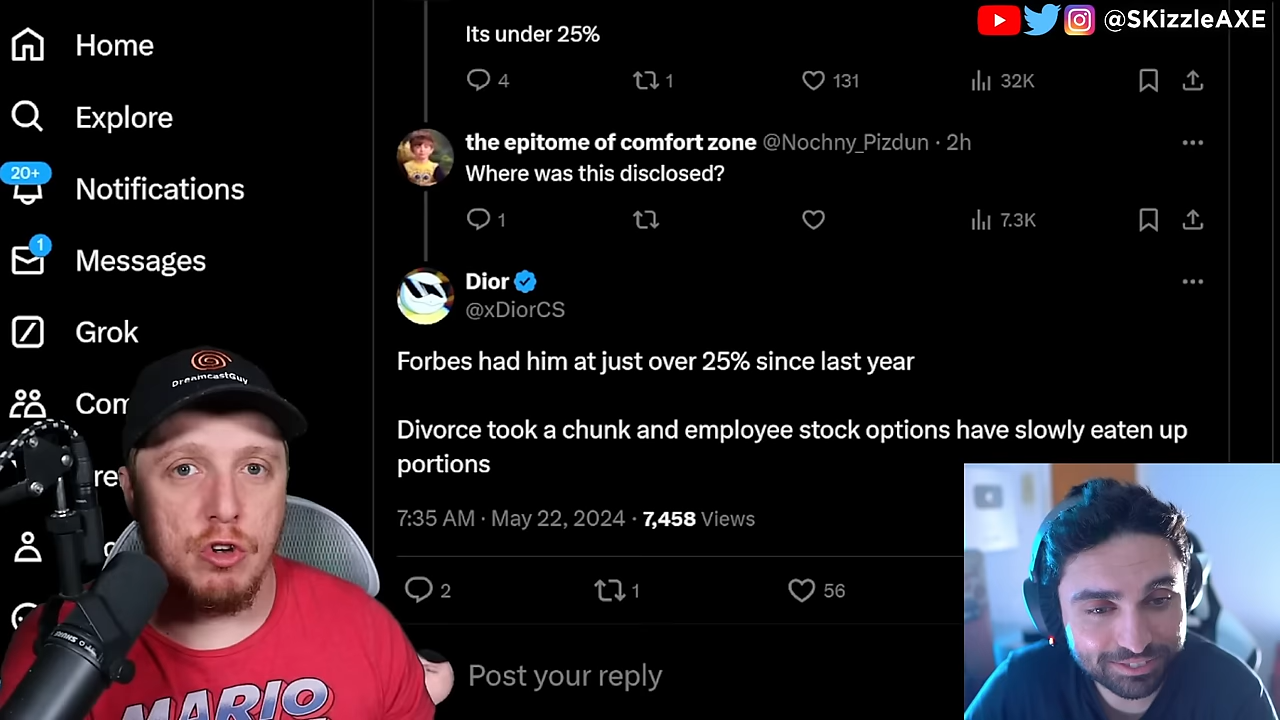 @SKizzleAXE
Home
Its under 25%
4 1 131 32K
Explore
the epitome of comfort zone @Nochny_Pizdun · 2h
Where was this disclosed?
20+
Notifications
1 7.3K
1
Messages
Dior
@xDiorCS
Grok
Forbes had him at just over 25% since last year
DreamcastGuy
Com
Divorce took a chunk and employee stock options have slowly eaten up
portions
7:35 AM · May 22, 2024 · 7,458 Views
2 1 56
Post your reply
MARIO